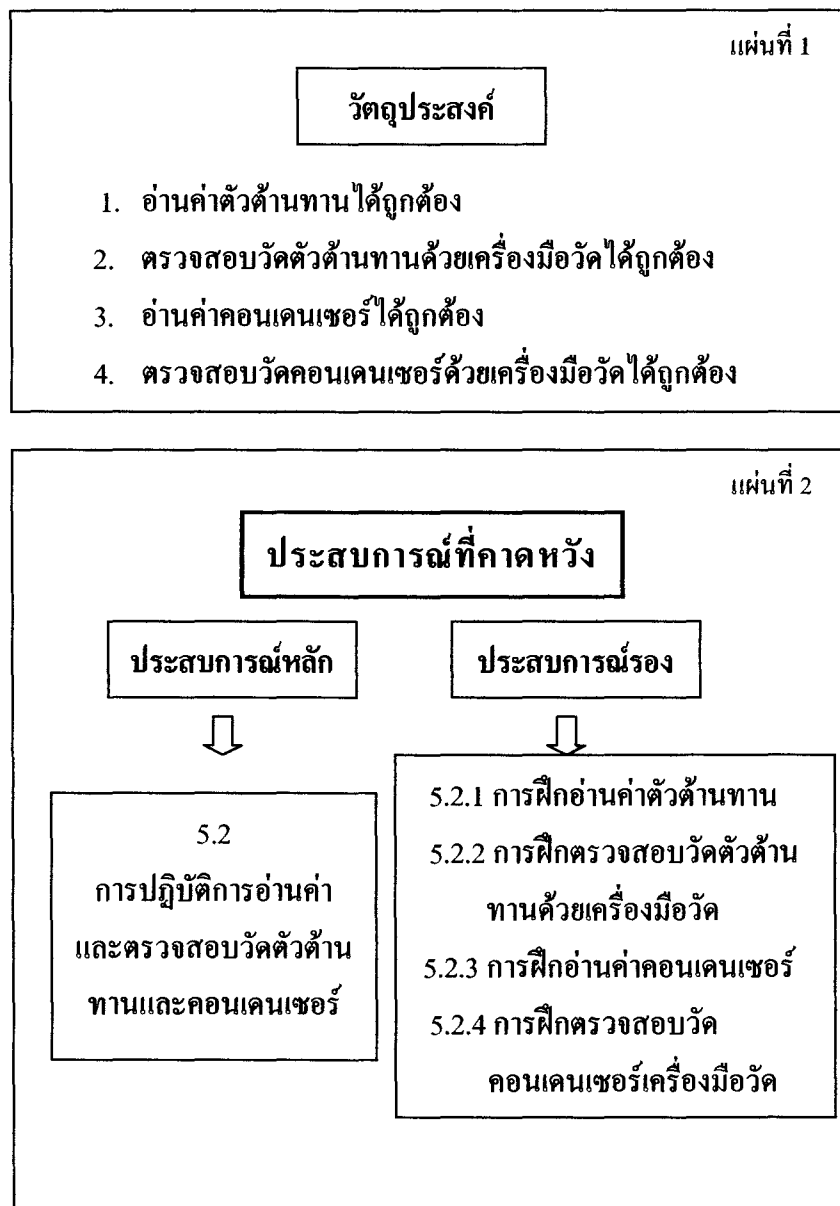 แผ่นที่ 1
วัตถุประสงค์
1. อ่านค่าตัวต้านทานได้ถูกต้อง
2. ตรวจสอบวัดตัวต้านทานด้วยเครื่องมือวัดได้ถูกต้อง
3. อ่านค่าคอนเดนเซอร์ได้ถูกต้อง
4. ตรวจสอบวัดคอนเดนเซอร์ด้วยเครื่องมือวัดได้ถูกต้อง
แผ่นที่ 2
ประสบการณ์ที่คาดหวัง
ประสบการณ์หลัก
ประสบการณ์รอง
5.2
การปฏิบัติการอ่านค่า
และตรวจสอบวัดตัวต้าน
ทานและคอนเดนเซอร์
5.2.1 การฝึกอ่านค่าตัวต้านทาน
5.2.2 การฝึกตรวจสอบวัดตัวต้าน
ทานด้วยเครื่องมือวัด
5.2.3 การฝึกอ่านค่าคอนเดนเซอร์
5.2.4 การฝึกตรวจสอบวัด
คอนเดนเซอร์เครื่องมือวัด